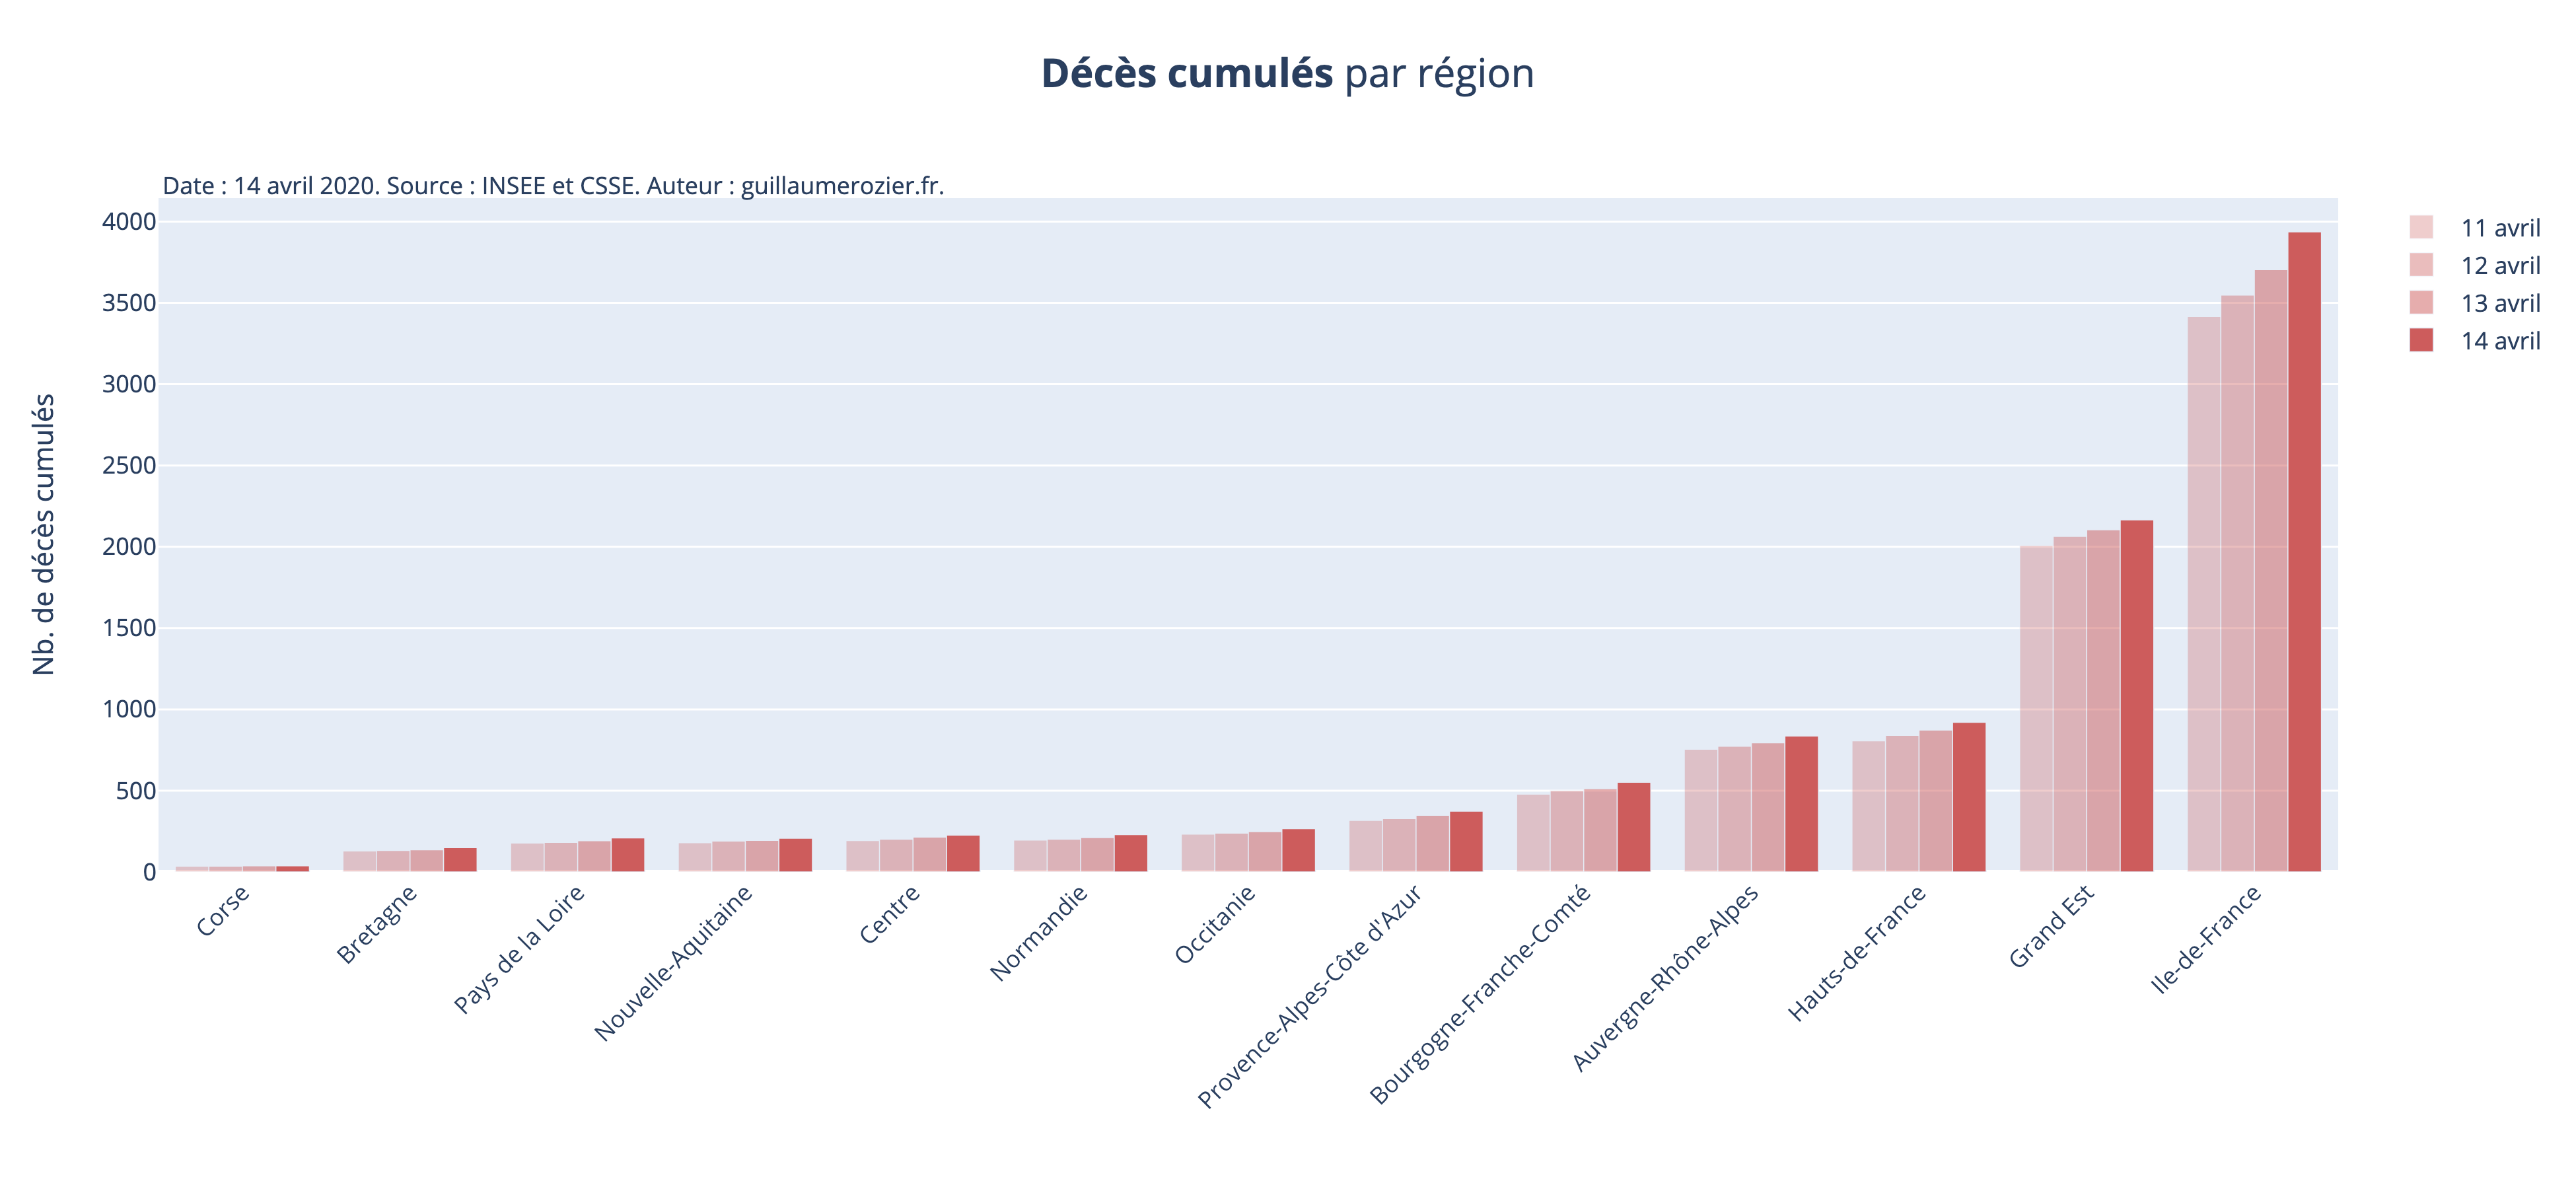 Décès cumulés par région
Date : 14 avril 2020. Source : INSEE et CSSE. Auteur : guillaumerozier.fr.
Nb. de décès cumulés
4000
3500
3000
2500
2000
1500
1000
500
0
11 avril
12 avril
13 avril
14 avril
Corse
Bretagne
Pays de la Loire
Nouvelle-Aquitaine
Centre
Normandie
Occitanie
Provence-Alpes-Côte d'Azur
Bourgogne-Franche-Comté
Auvergne-Rhône-Alpes
Hauts-de-France
Grand Est
Ile-de-France